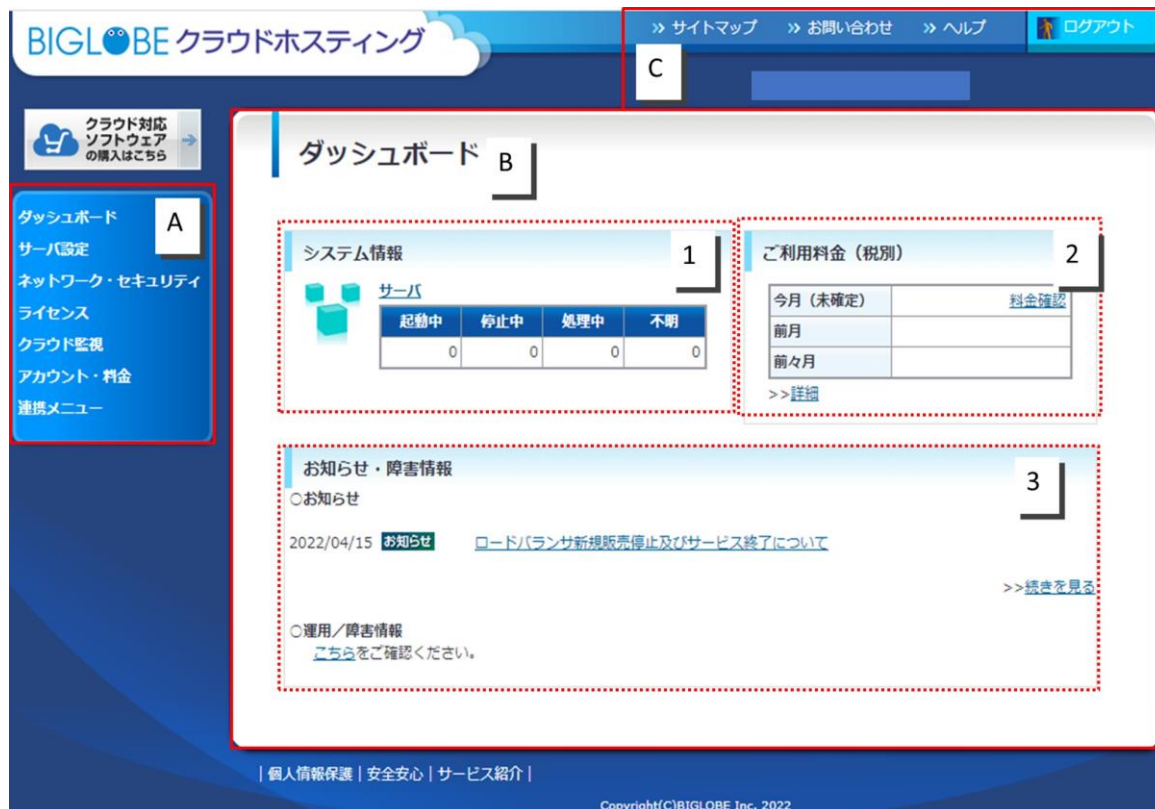 BIGLOBE クラウドホスティング
>> サイトマップ >> お問い合わせ >> ヘルプ ログアウト
C
クラウド対応
ソフトウェア
の購入はこちら
A
ダッシュボード
サーバ設定
ネットワーク・セキュリティ
ライセンス
クラウド監視
アカウント・料金
連携メニュー
ダッシュボード B
システム情報 1
サーバ
起動中 停止中 処理中 不明
0 0 0 0
ご利用料金（税別） 2
今月（未確定） 料金確認
前月
前々月
>>詳細
お知らせ・障害情報 3
○お知らせ
2022/04/15 お知らせ ロードバランサ新規販売停止及びサービス終了について
>>続きを見る
○運用／障害情報
こちらをご確認ください。
| 個人情報保護 | 安全安心 | サービス紹介 |
Copyright(C)BIGLOBE Inc. 2022